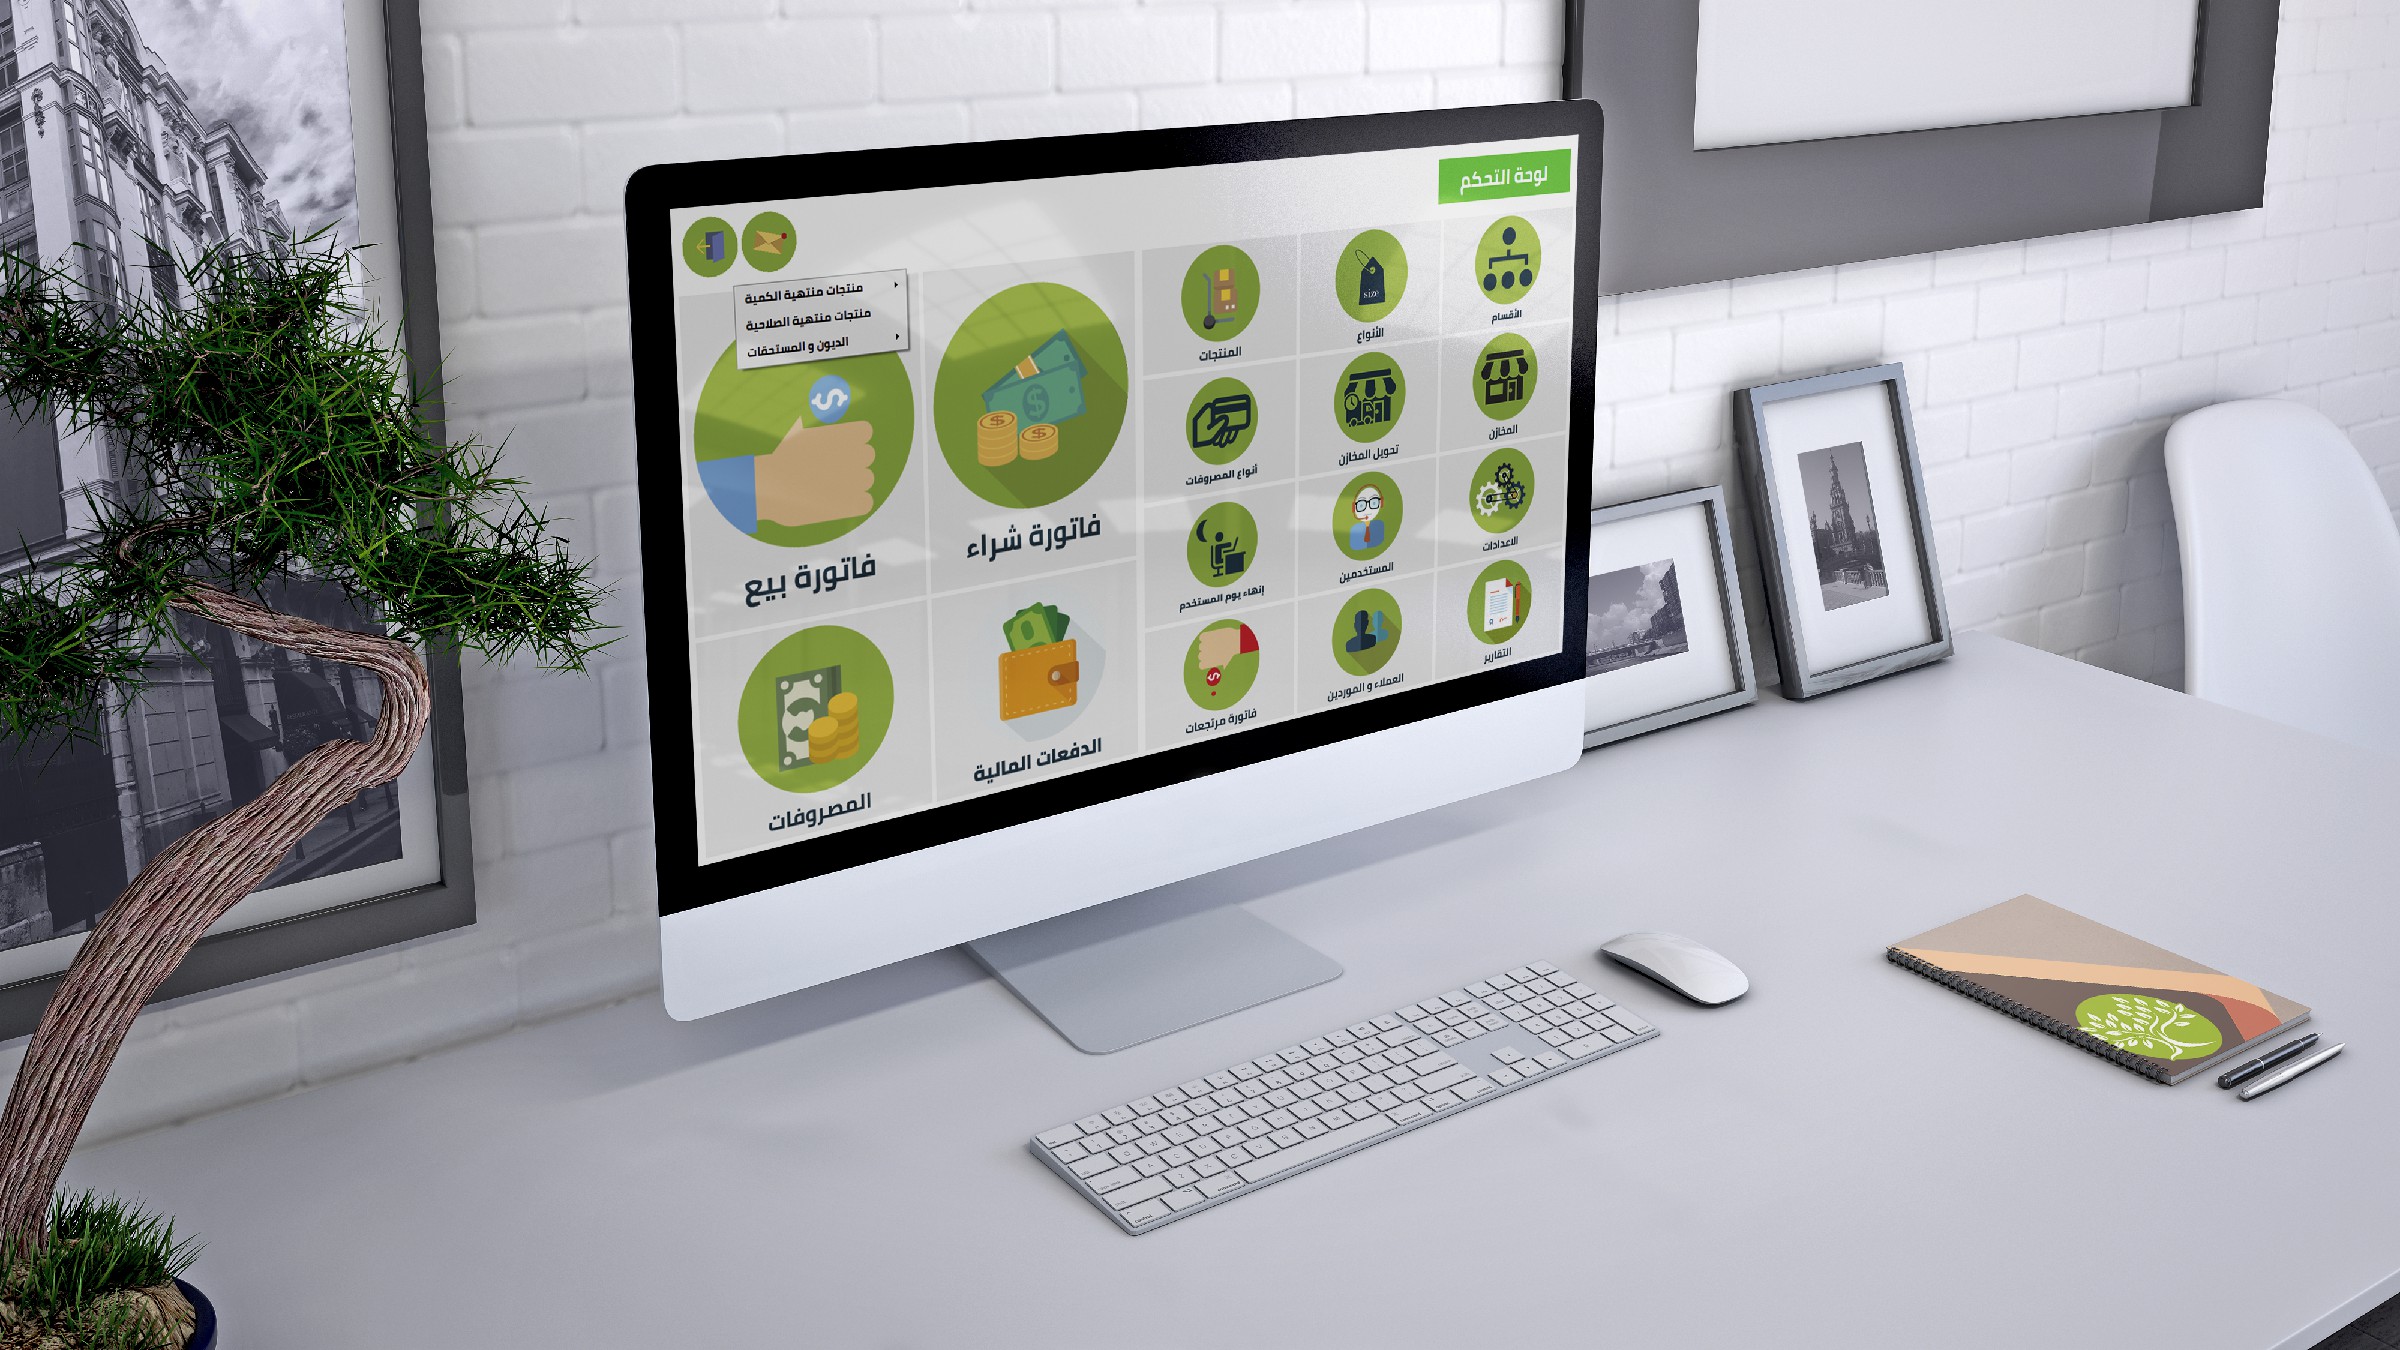 لوحة التحكم
منتجات منتهية الكمية
منتجات منتهية الصلاحية
الديون و المستحقات
الأقسام
الأنواع
size
المنتجات
فاتورة شراء
فاتورة بيع
المخازن
تحويل المخازن
أنواع المصروفات
الاعدادات
المستخدمين
إنهاء يوم المستخدم
التقارير
العملاء و الموردين
فاتورة مرتجعات
الدفعات المالية
المصروفات